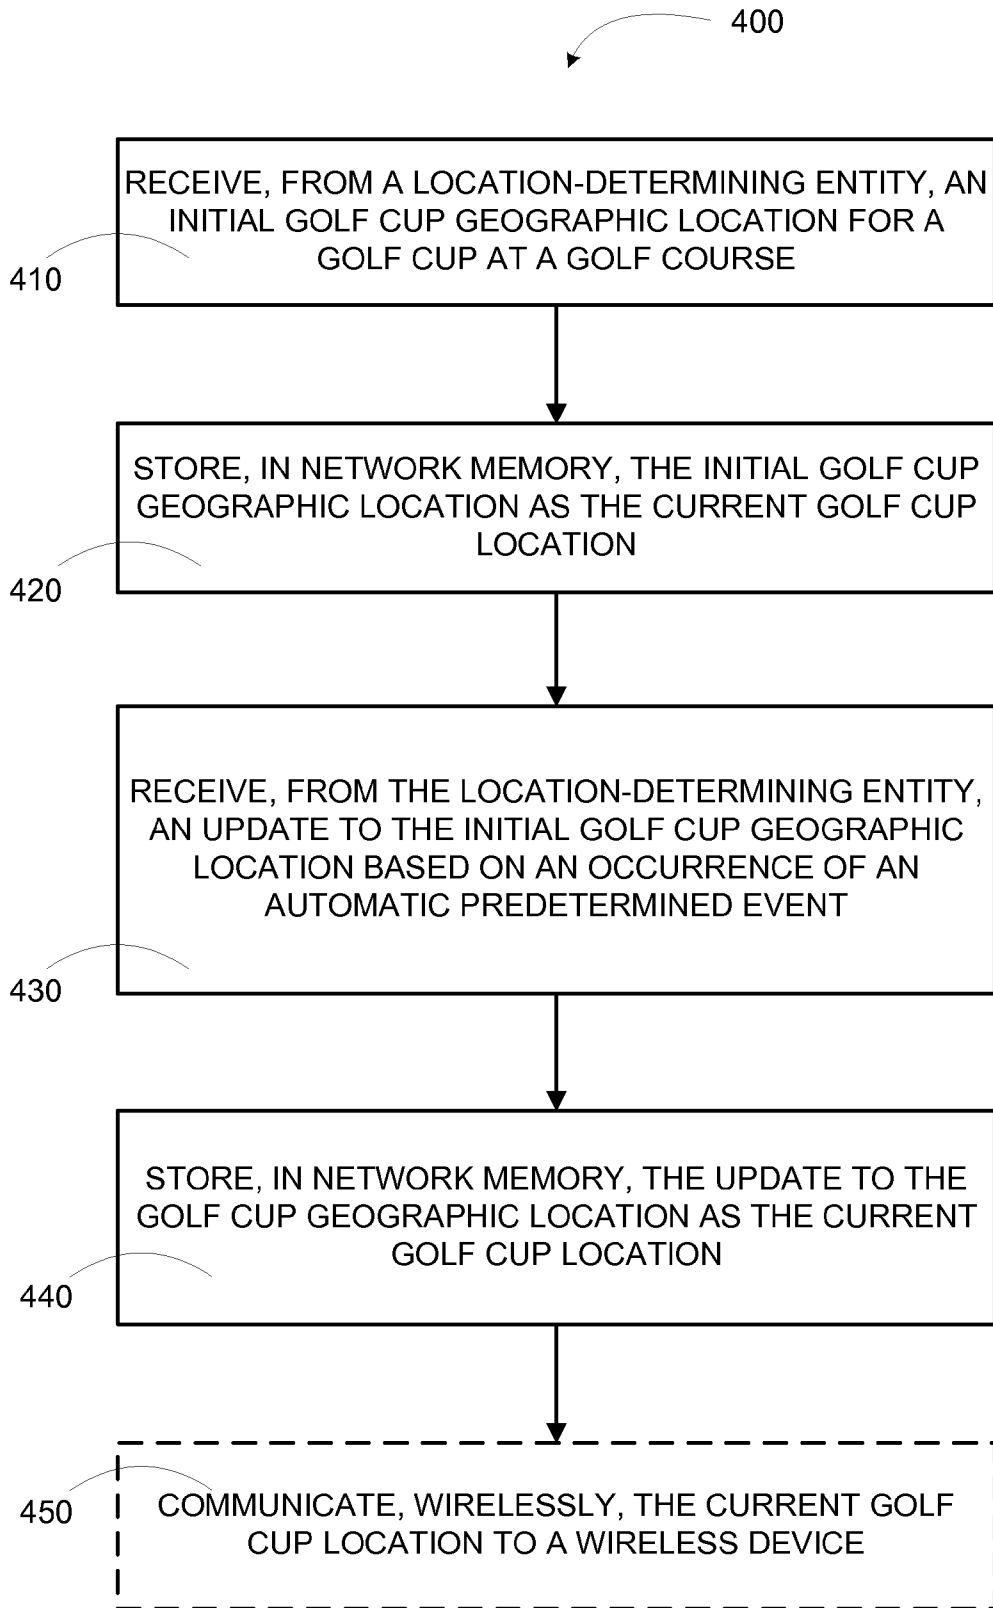 400
RECEIVE, FROM A LOCATION-DETERMINING ENTITY, AN
INITIAL GOLF CUP GEOGRAPHIC LOCATION FOR A
GOLF CUP AT A GOLF COURSE
410
STORE, IN NETWORK MEMORY, THE INITIAL GOLF CUP
GEOGRAPHIC LOCATION AS THE CURRENT GOLF CUP
LOCATION
420
RECEIVE, FROM THE LOCATION-DETERMINING ENTITY,
AN UPDATE TO THE INITIAL GOLF CUP GEOGRAPHIC
LOCATION BASED ON AN OCCURRENCE OF AN
AUTOMATIC PREDETERMINED EVENT
430
STORE, IN NETWORK MEMORY, THE UPDATE TO THE
GOLF CUP GEOGRAPHIC LOCATION AS THE CURRENT
GOLF CUP LOCATION
440
450
COMMUNICATE, WIRELESSLY, THE CURRENT GOLF
CUP LOCATION TO A WIRELESS DEVICE